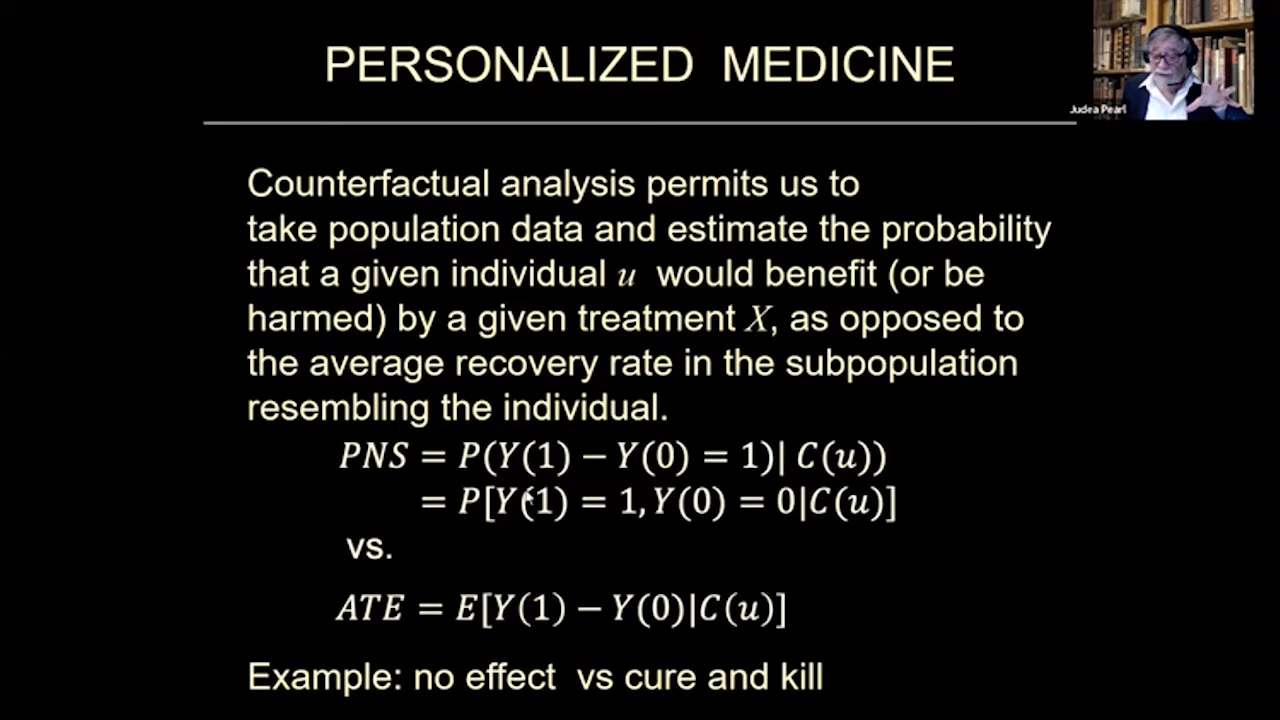 PERSONALIZED MEDICINE
Judea Pearl
Counterfactual analysis permits us to
take population data and estimate the probability
that a given individual u would benefit (or be
harmed) by a given treatment X, as opposed to
the average recovery rate in the subpopulation
resembling the individual.
PNS = P(Y(1) − Y(0) = 1)| C(u))
= P[Y(1) = 1, Y(0) = 0|C(u)]
vs.
ATE = E[Y(1) − Y(0)|C(u)]
Example: no effect vs cure and kill